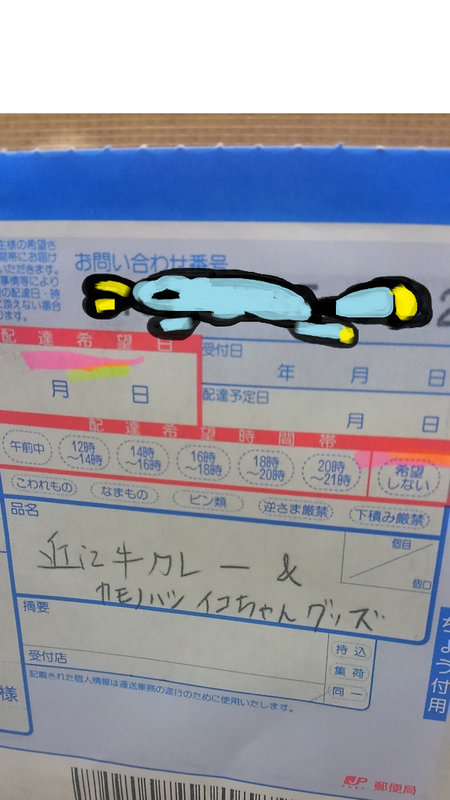 お問い合わせ番号
2
配達希望日
月 日
受付日
年 月 日
配達予定日
月 日
配達希望時間帯
午前中
12時〜14時
14時〜16時
16時〜18時
18時〜20時
20時〜21時
希望しない
こわれもの なまもの ビン類 逆さま厳禁 下積み厳禁
品名
近江牛カレー &
カモノハシ イコちゃん グッズ
個目
個口
摘要
受付店
持込
集荷
同一
記載された個人情報は運送業務の遂行のために使用いたします。
様
ちょう付用
JP
POST
郵便局